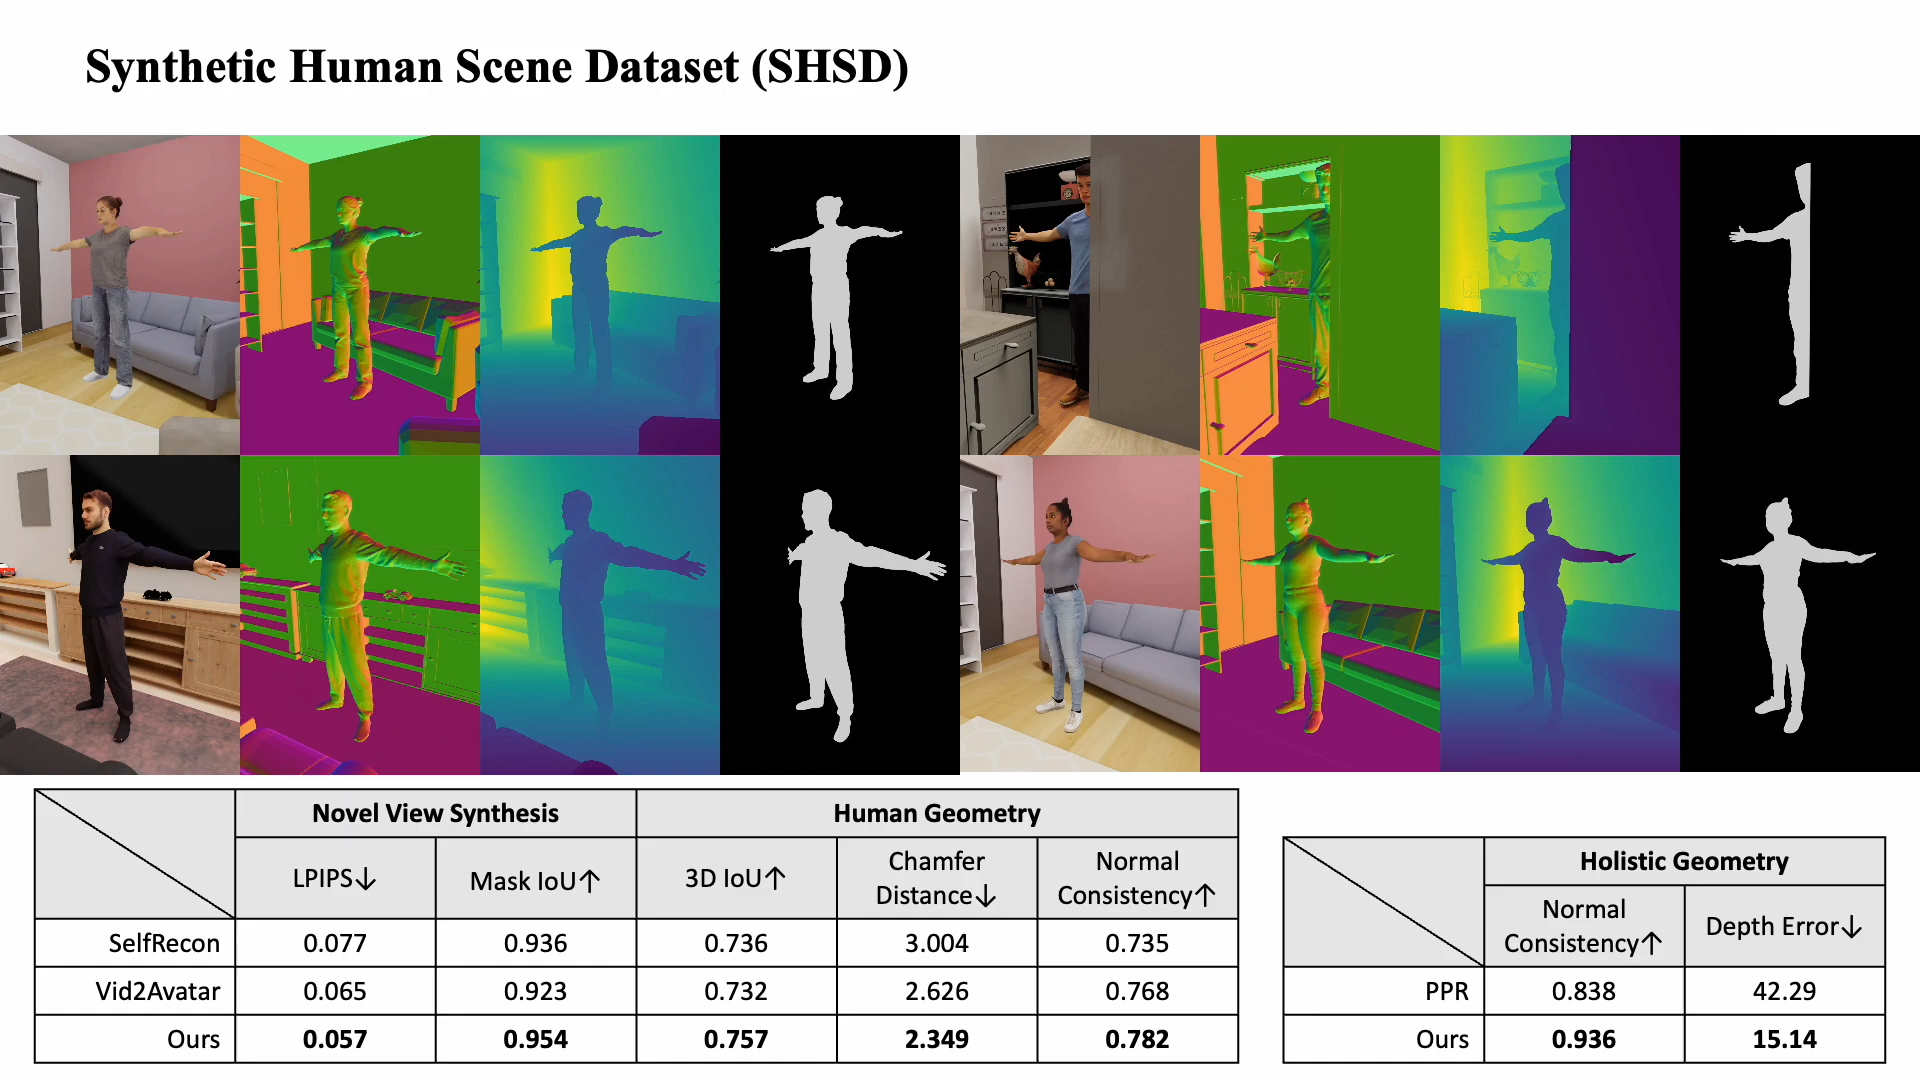 Synthetic Human Scene Dataset (SHSD)
Novel View Synthesis Human Geometry
LPIPS↓ Mask IoU↑ 3D IoU↑ Chamfer Distance↓ Normal Consistency↑
SelfRecon 0.077 0.936 0.736 3.004 0.735
Vid2Avatar 0.065 0.923 0.732 2.626 0.768
Ours 0.057 0.954 0.757 2.349 0.782
Holistic Geometry
Normal Consistency↑ Depth Error↓
PPR 0.838 42.29
Ours 0.936 15.14